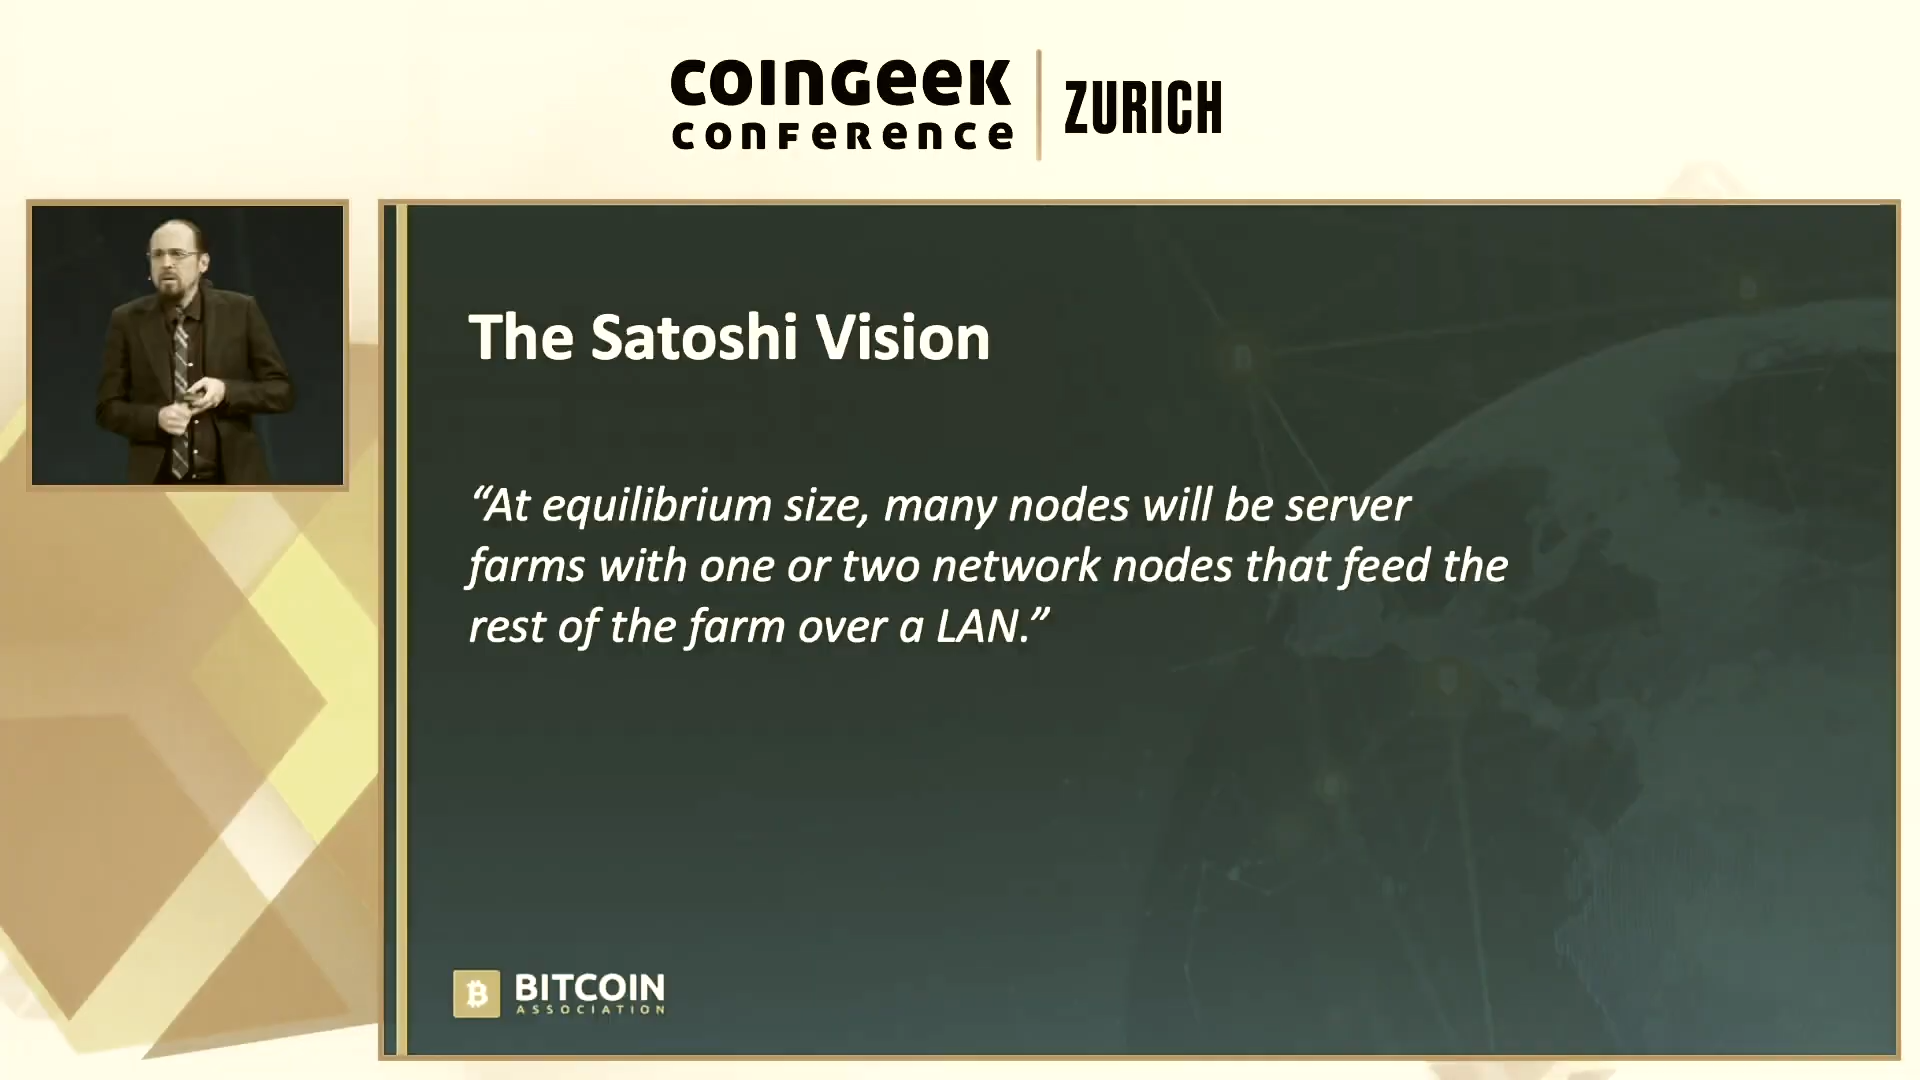 COINGEEK
CONFERENCE
ZURICH
The Satoshi Vision
“At equilibrium size, many nodes will be server
farms with one or two network nodes that feed the
rest of the farm over a LAN.”
BITCOIN
ASSOCIATION